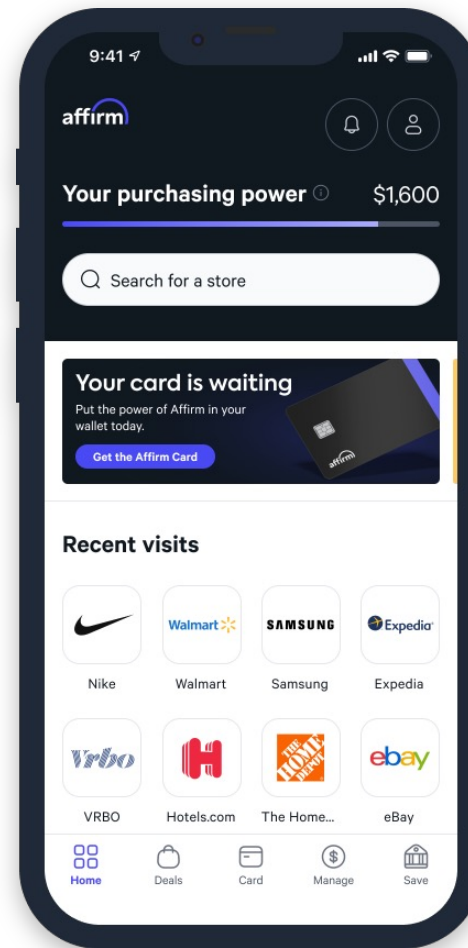 9:41
affirm
Your purchasing power $1,600
Search for a store
Your card is waiting
Put the power of Affirm in your
wallet today.
Get the Affirm Card
affirm
Recent visits
Walmart SAMSUNG Expedia
Nike Walmart Samsung Expedia
Vrbo H THE HOME DEPOT ebay
VRBO Hotels.com The Home... eBay
$
Home Deals Card Manage Save